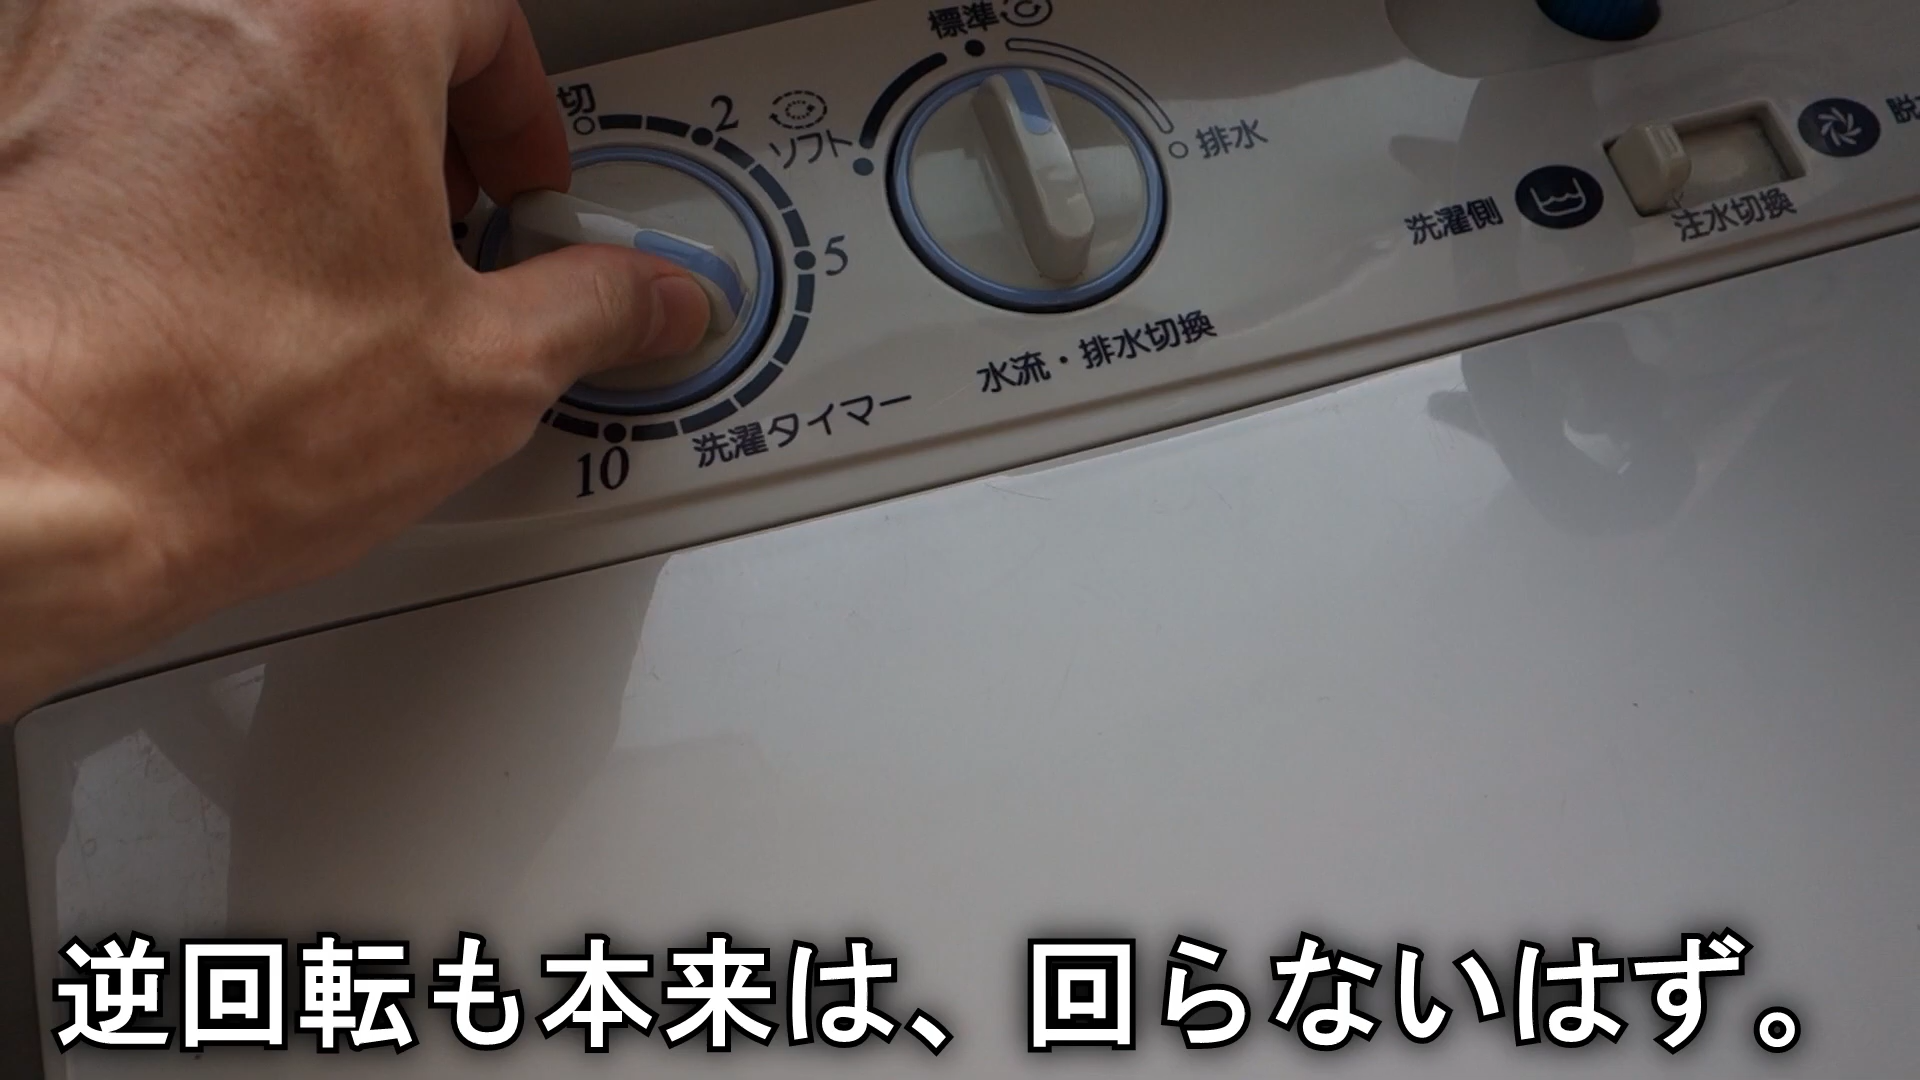 標準
切
2
ソフト
排水
5
洗濯側
注水切換
水流・排水切換
洗濯タイマー
10
逆回転も本来は、回らないはず。